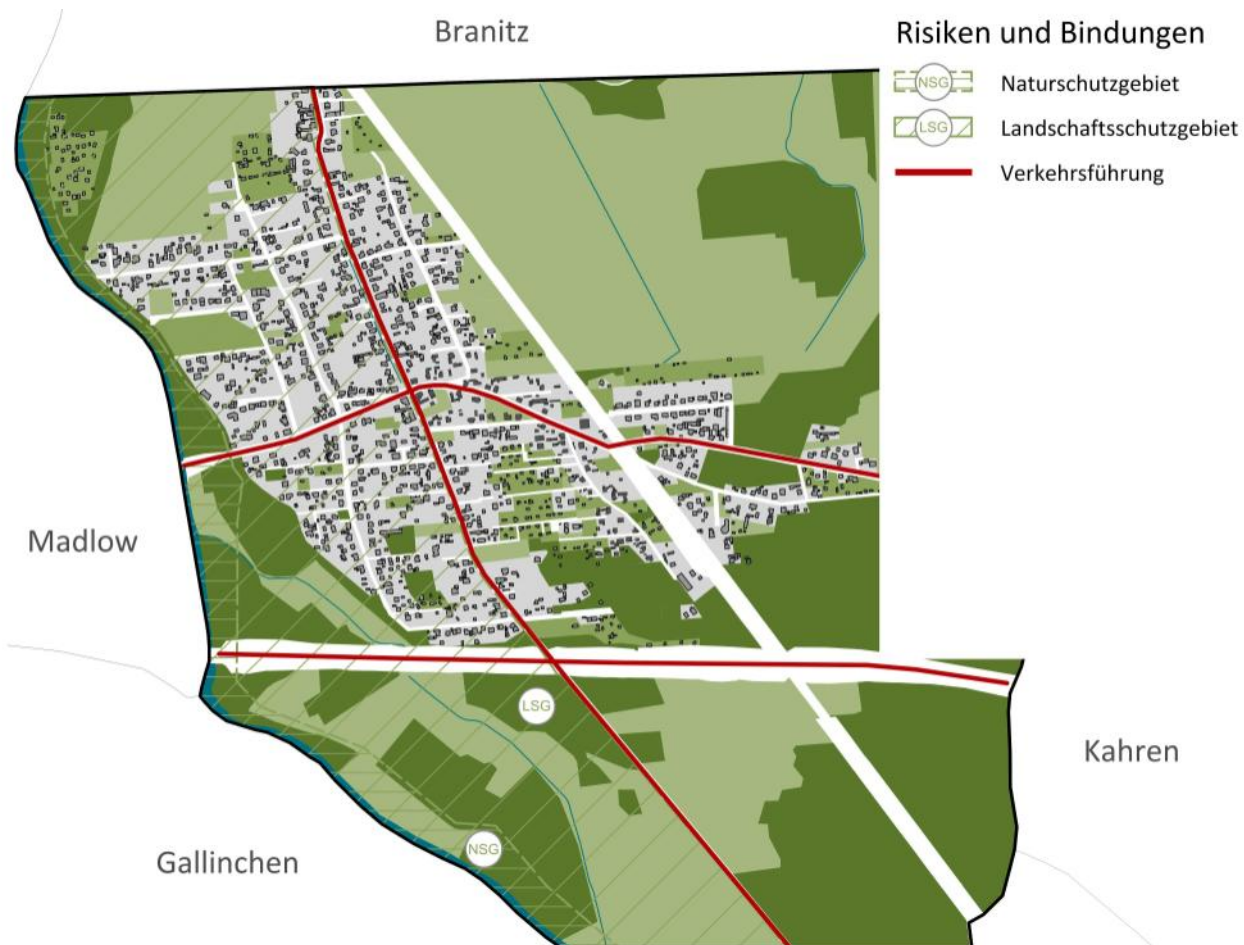 Branitz
Risiken und Bindungen
NSG Naturschutzgebiet
LSG Landschaftsschutzgebiet
Verkehrsführung
Madlow
LSG
Kahren
NSG
Gallinchen